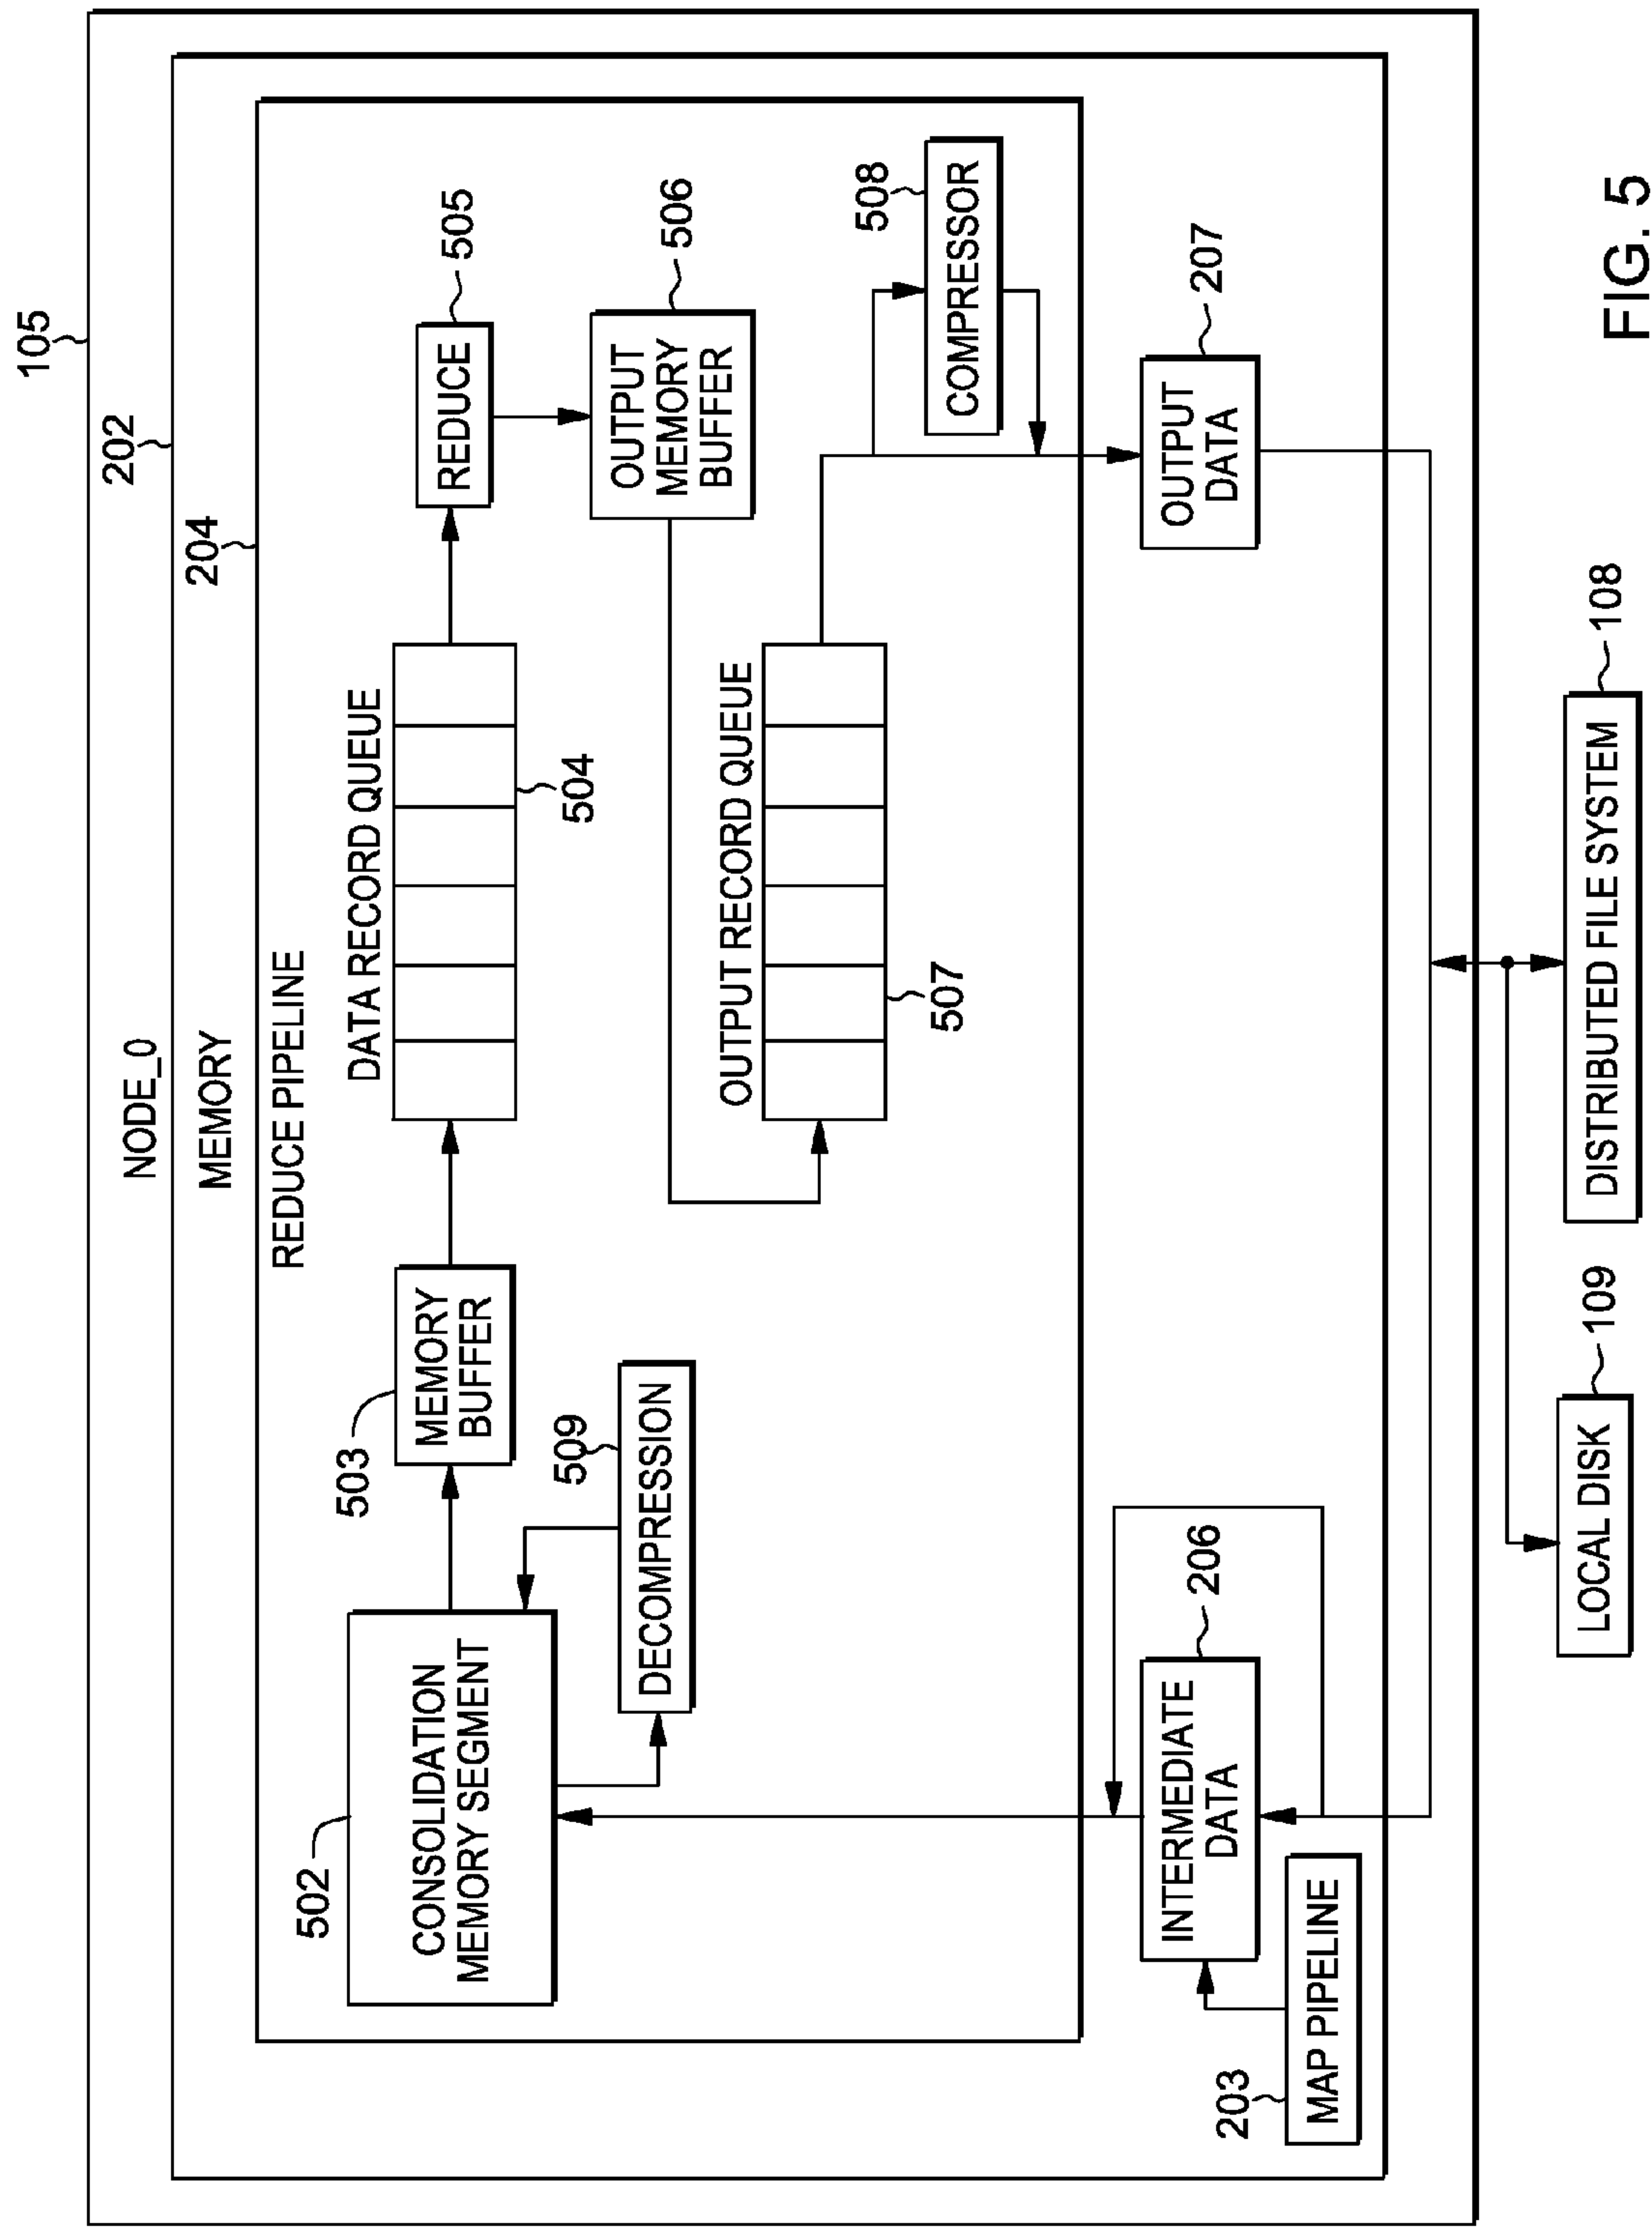 105
NODE_0
202
MEMORY
204
REDUCE PIPELINE
502
CONSOLIDATION
MEMORY SEGMENT
503
MEMORY
BUFFER
DATA RECORD QUEUE
504
REDUCE
505
509
DECOMPRESSION
OUTPUT
MEMORY
BUFFER
506
OUTPUT RECORD QUEUE
507
508
COMPRESSOR
INTERMEDIATE
DATA
206
OUTPUT
DATA
207
203
MAP PIPELINE
LOCAL DISK
109
DISTRIBUTED FILE SYSTEM
108
FIG. 5